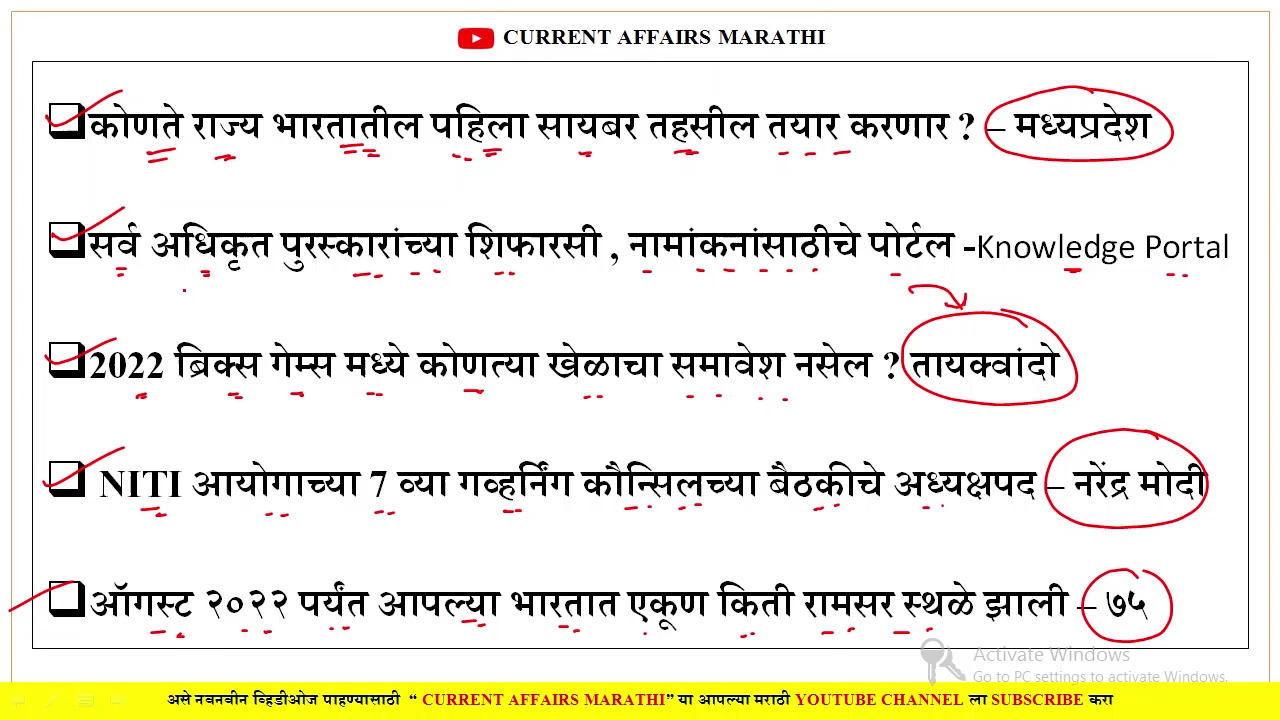 CURRENT AFFAIRS MARATHI
कोणते राज्य भारतातील पहिला सायबर तहसील तयार करणार ? – मध्यप्रदेश
सर्व अधिकृत पुरस्कारांच्या शिफारसी , नामांकनांसाठीचे पोर्टल -Knowledge Portal
2022 ब्रिक्स गेम्स मध्ये कोणत्या खेळाचा समावेश नसेल ? तायक्वांदो
NITI आयोगाच्या 7 व्या गव्हर्निंग कौन्सिलच्या बैठकीचे अध्यक्षपद – नरेंद्र मोदी
ऑगस्ट २०२२ पर्यंत आपल्या भारतात एकूण किती रामसर स्थळे झाली – ७५
Activate Windows
Go to PC settings to activate Windows.
असे नवनवीन व्हिडीओज पाहण्यासाठी “ CURRENT AFFAIRS MARATHI” या आपल्या मराठी YOUTUBE CHANNEL ला SUBSCRIBE करा